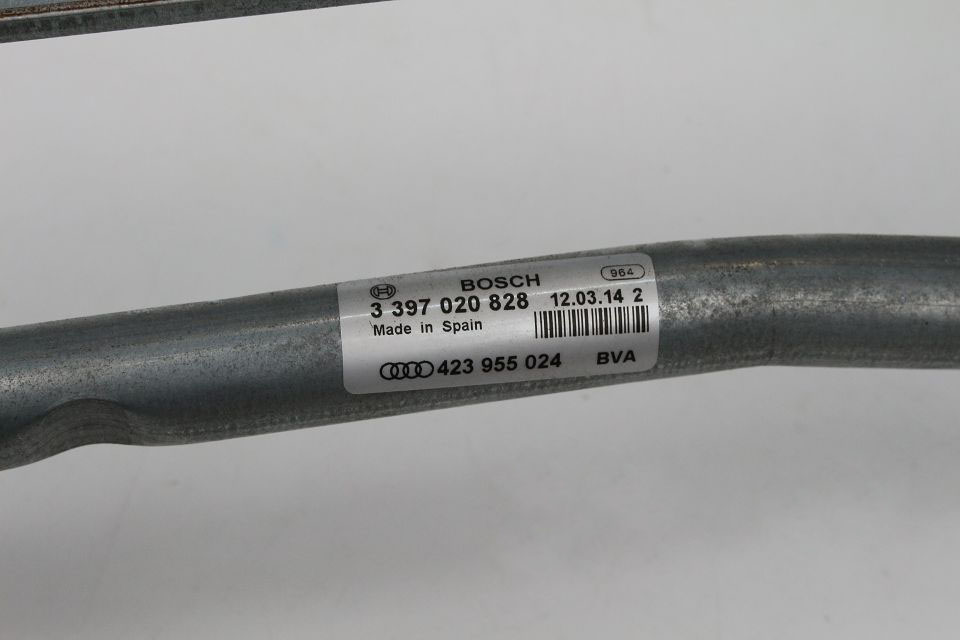 BOSCH 964
3 397 020 828 12.03.14 2
Made in Spain
423 955 024 BVA